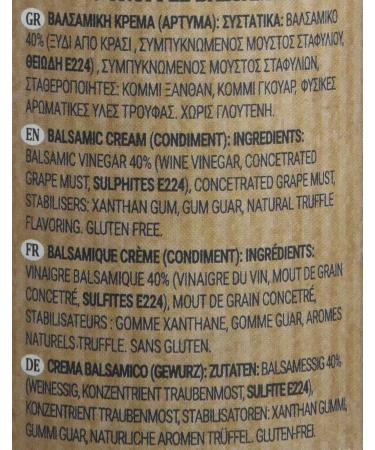 GR ΒΑΛΣΑΜΙΚΗ ΚΡΕΜΑ (ΑΡΤΥΜΑ): ΣΥΣΤΑΤΙΚΑ: ΒΑΛΣΑΜΙΚΟ
40% (ΞΥΔΙ ΑΠΟ ΚΡΑΣΙ , ΣΥΜΠΥΚΝΩΜΕΝΟΣ ΜΟΥΣΤΟΣ ΣΤΑΦΥΛΙΟΥ,
ΘΕΙΩΔΗ Ε224) , ΣΥΜΠΥΚΝΩΜΕΝΟΣ ΜΟΥΣΤΟΣ ΣΤΑΦΥΛΙΩΝ,
ΣΤΑΘΕΡΟΠΟΙΗΤΕΣ: ΚΟΜΜΙ ΞΑΝΘΑΝ, ΚΟΜΜΙ ΓΚΟΥΑΡ, ΦΥΣΙΚΕΣ
ΑΡΩΜΑΤΙΚΕΣ ΥΛΕΣ ΤΡΟΥΦΑΣ. ΧΩΡΙΣ ΓΛΟΥΤΕΝΗ.
EN BALSAMIC CREAM (CONDIMENT): INGREDIENTS:
BALSAMIC VINEGAR 40% (WINE VINEGAR, CONCETRATED
GRAPE MUST, SULPHITES E224), CONCETRATED GRAPE MUST,
STABILISERS: XANTHAN GUM, GUM GUAR, NATURAL TRUFFLE
FLAVORING. GLUTEN FREE.
FR BALSAMIQUE CRÈME (CONDIMENT): INGRÉDIENTS:
VINAIGRE BALSAMIQUE 40% (VINAIGRE DU VIN, MOUT DE GRAIN
CONCETRÉ, SULFITES E224), MOUT DE GRAIN CONCETRÉ,
STABILISATEURS : GOMME XANTHANE, GOMME GUAR, AROMES
NATURELS TRUFFLE. SANS GLUTEN.
DE CREMA BALSAMICO (GEWURZ): ZUTATEN: BALSAMESSIG 40%
(WEINESSIG, KONZENTRIENT TRAUBENMOST, SULFITE E224),
KONZENTRIENT TRAUBENMOST, STABILISATOREN: XANTHAN GUMMI,
GUMMI GUAR, NATURLICHE AROMEN TRÜFFEL. GLUTEN-FREI.